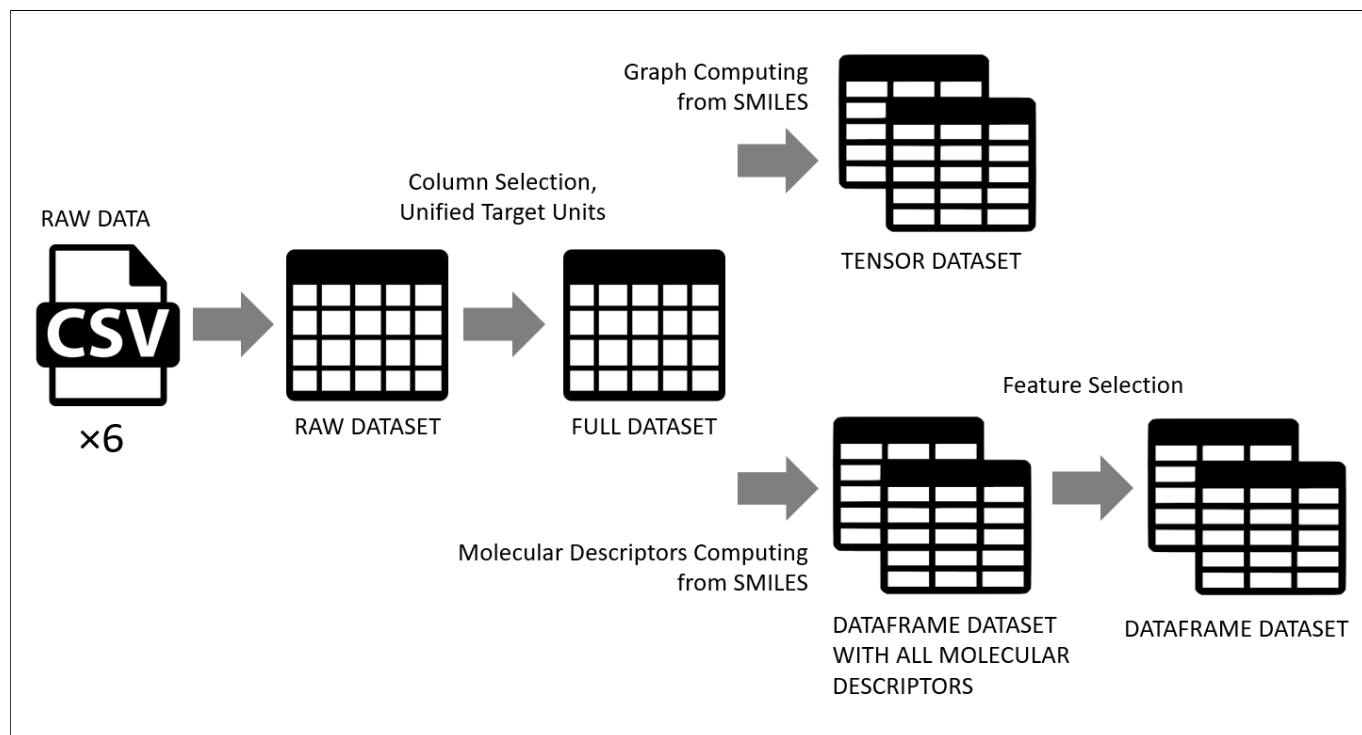 Graph Computing
from SMILES
Column Selection,
Unified Target Units
RAW DATA
CSV
×6
RAW DATASET
FULL DATASET
TENSOR DATASET
Feature Selection
Molecular Descriptors Computing
from SMILES
DATAFRAME DATASET
WITH ALL MOLECULAR
DESCRIPTORS
DATAFRAME DATASET